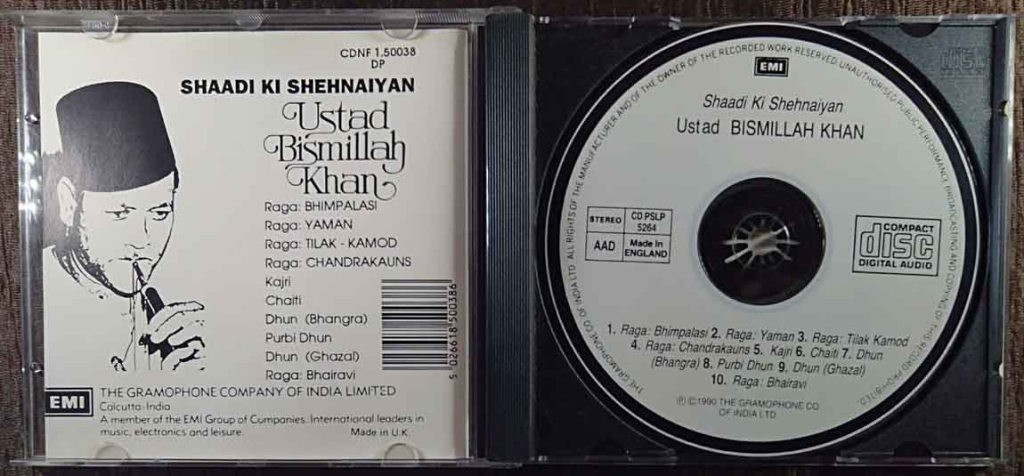 CDNF 1.50038
DP
SHAADI KI SHEHNAIYAN
Ustad
Bismillah
Khan
Raga: BHIMPALASI
Raga: YAMAN
Raga: TILAK - KAMOD
Raga: CHANDRAKAUNS
Kajri
Chaiti
Dhun (Bhangra)
Purbi Dhun
Dhun (Ghazal)
Raga: Bhairavi
5 026618 500386
EMI
THE GRAMOPHONE COMPANY OF INDIA LIMITED
Calcutta-India
A member of the EMI Group of Companies. International leaders in
music, electronics and leisure.
Made in U.K.
THE GRAMOPHONE CO. OF INDIA LTD. ALL RIGHTS OF THE MANUFACTURER AND OF THE OWNER OF THE RECORDED WORK RESERVED. UNAUTHORISED PUBLIC PERFORMANCE BROADCASTING AND COPYING OF THIS RECORD PROHIBITED.
EMI
Shaadi Ki Shehnaiyan
Ustad BISMILLAH KHAN
STEREO
CD PSLP
5264
AAD
Made in
ENGLAND
COMPACT
disc
DIGITAL AUDIO
1. Raga: Bhimpalasi 2. Raga: Yaman 3. Raga: Tilak Kamod
4. Raga: Chandrakauns 5. Kajri 6. Chaiti 7. Dhun
(Bhangra) 8. Purbi Dhun 9. Dhun (Ghazal)
10. Raga: Bhairavi
℗ © 1990 THE GRAMOPHONE CO
OF INDIA LTD